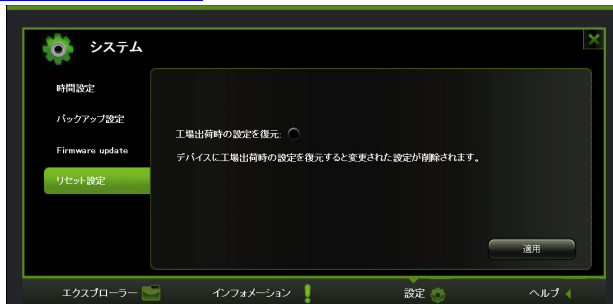 システム
時間設定
バックアップ設定
Firmware update
リセット設定
工場出荷時の設定を復元:
デバイスに工場出荷時の設定を復元すると変更された設定が削除されます。
適用
エクスプローラー
インフォメーション
設定
ヘルプ